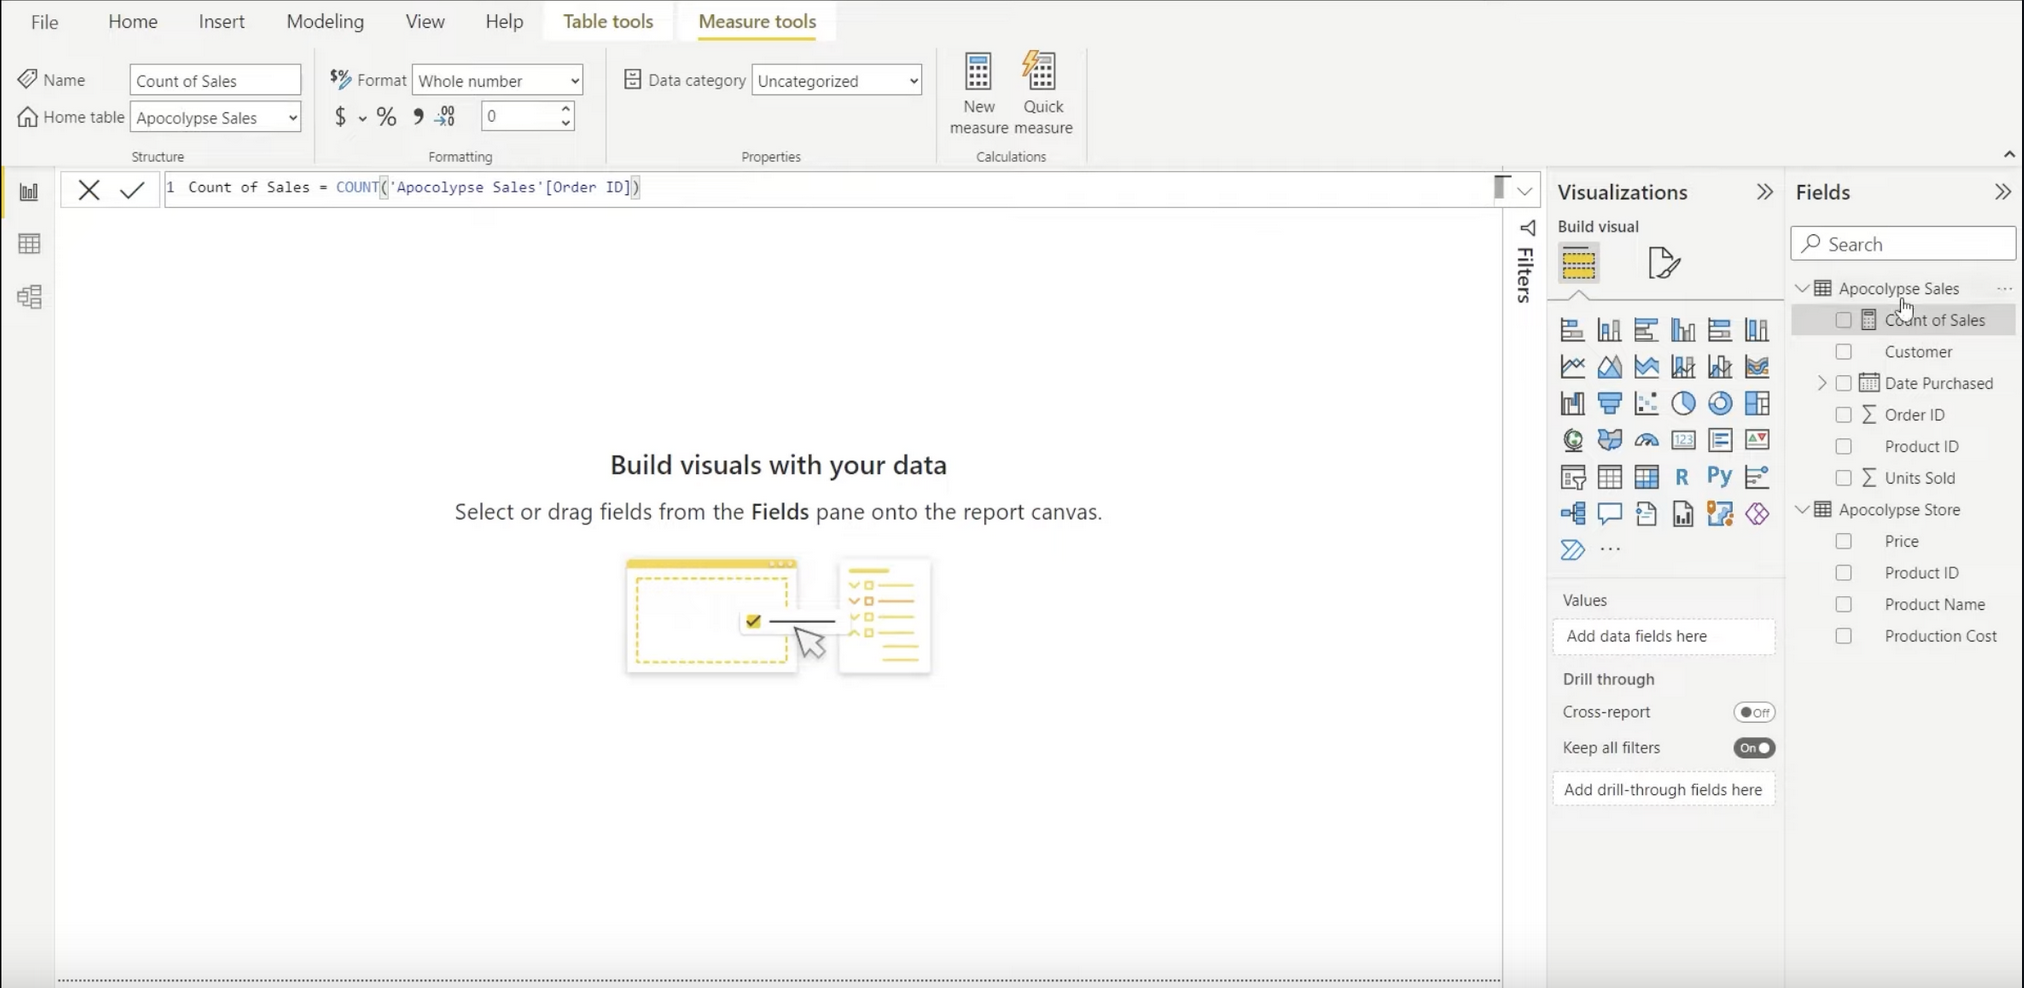 File Home Insert Modeling View Help Table tools Measure tools
Name Count of Sales
Home table Apocolypse Sales
Structure
$% Format Whole number
$ % 9 .00 →.0 0
Formatting
Data category Uncategorized
Properties
New measure
Quick measure
Calculations
1 Count of Sales = COUNT('Apocolypse Sales'[Order ID])
Build visuals with your data
Select or drag fields from the Fields pane onto the report canvas.
Filters
Visualizations
Build visual
123
R Py
...
Values
Add data fields here
Drill through
Cross-report Off
Keep all filters On
Add drill-through fields here
Fields
Search
Apocolypse Sales ...
Count of Sales
Customer
Date Purchased
Σ Order ID
Product ID
Σ Units Sold
Apocolypse Store
Price
Product ID
Product Name
Production Cost